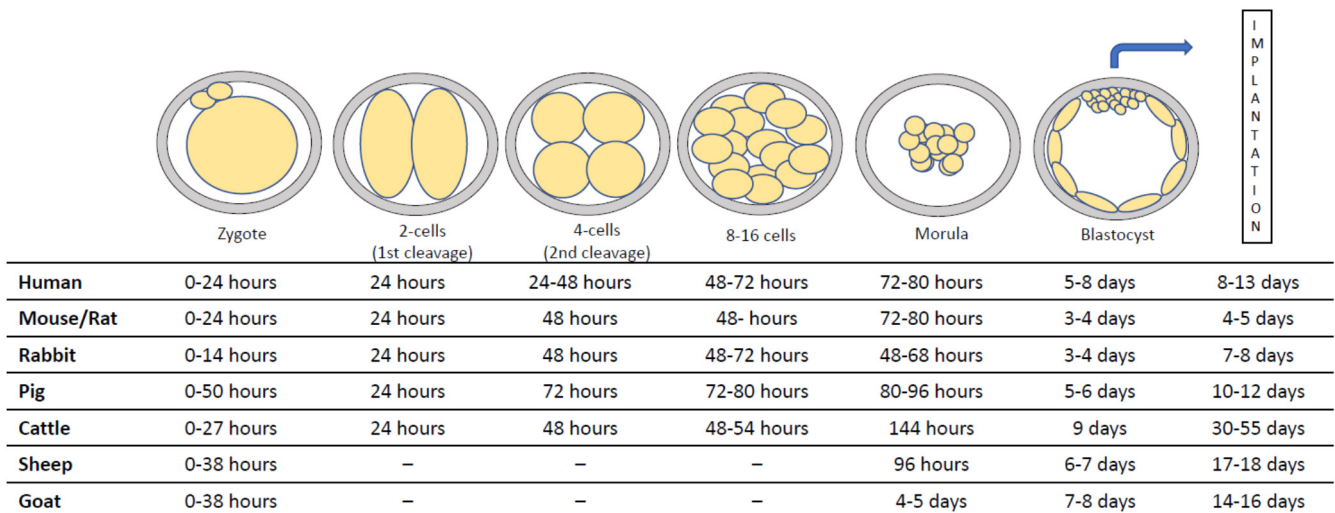 IMPLANTATION
Zygote 2-cells 4-cells 8-16 cells Morula Blastocyst
(1st cleavage) (2nd cleavage)
Human 0-24 hours 24 hours 24-48 hours 48-72 hours 72-80 hours 5-8 days 8-13 days
Mouse/Rat 0-24 hours 24 hours 48 hours 48- hours 72-80 hours 3-4 days 4-5 days
Rabbit 0-14 hours 24 hours 48 hours 48-72 hours 48-68 hours 3-4 days 7-8 days
Pig 0-50 hours 24 hours 72 hours 72-80 hours 80-96 hours 5-6 days 10-12 days
Cattle 0-27 hours 24 hours 48 hours 48-54 hours 144 hours 9 days 30-55 days
Sheep 0-38 hours – – – 96 hours 6-7 days 17-18 days
Goat 0-38 hours – – – 4-5 days 7-8 days 14-16 days